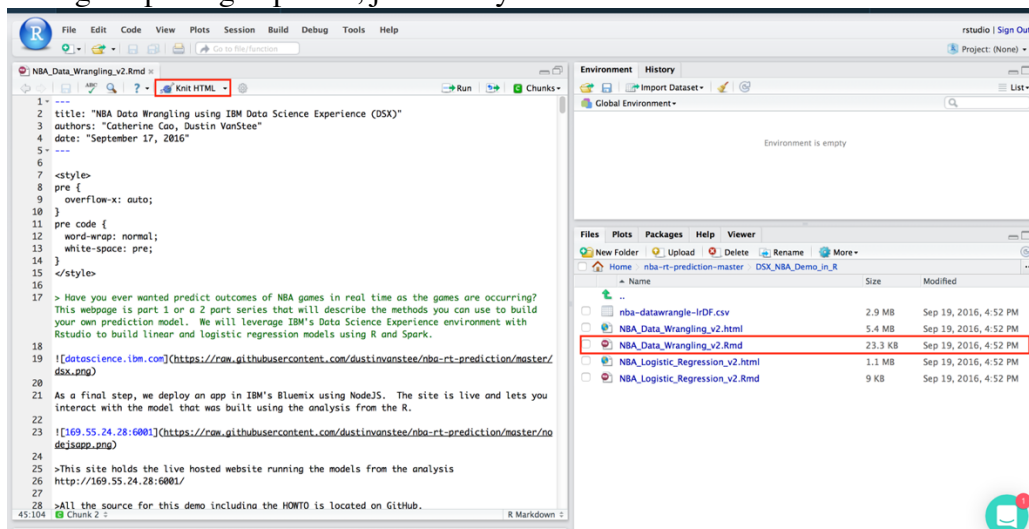 File Edit Code View Plots Session Build Debug Tools Help
rstudio | Sign Out
Go to file/function
Project: (None)
NBA_Data_Wrangling_v2.Rmd
ABC
Knit HTML
Run
Chunks
1 ---
2 title: "NBA Data Wrangling using IBM Data Science Experience (DSX)"
3 authors: "Catherine Cao, Dustin VanStee"
4 date: "September 17, 2016"
5 ---
6
7 <style>
8 pre {
9 overflow-x: auto;
10 }
11 pre code {
12 word-wrap: normal;
13 white-space: pre;
14 }
15 </style>
16
17 > Have you ever wanted predict outcomes of NBA games in real time as the games are occurring?
This webpage is part 1 or a 2 part series that will describe the methods you can use to build
your own prediction model. We will leverage IBM's Data Science Experience environment with
Rstudio to build linear and logistic regression models using R and Spark.
18
19 ![datascience.ibm.com](https://raw.githubusercontent.com/dustinvanstee/nba-rt-prediction/master/
dsx.png)
20
21 As a final step, we deploy an app in IBM's Bluemix using NodeJS. The site is live and lets you
interact with the model that was built using the analysis from the R.
22
23 ![169.55.24.28:6001](https://raw.githubusercontent.com/dustinvanstee/nba-rt-prediction/master/no
dejsapp.png)
24
25 >This site holds the live hosted website running the models from the analysis
26 http://169.55.24.28:6001/
27
28 >All the source for this demo including the HOWTO is located on GitHub.
45:104 Chunk 2 R Markdown
Environment History
Import Dataset List
Global Environment
Environment is empty
Files Plots Packages Help Viewer
New Folder Upload Delete Rename More
Home nba-rt-prediction-master DSX_NBA_Demo_in_R
Name Size Modified
..
nba-datawrangle-lrDF.csv 2.9 MB Sep 19, 2016, 4:52 PM
NBA_Data_Wrangling_v2.html 5.4 MB Sep 19, 2016, 4:52 PM
NBA_Data_Wrangling_v2.Rmd 23.3 KB Sep 19, 2016, 4:52 PM
NBA_Logistic_Regression_v2.html 1.1 MB Sep 19, 2016, 4:52 PM
NBA_Logistic_Regression_v2.Rmd 9 KB Sep 19, 2016, 4:52 PM
1